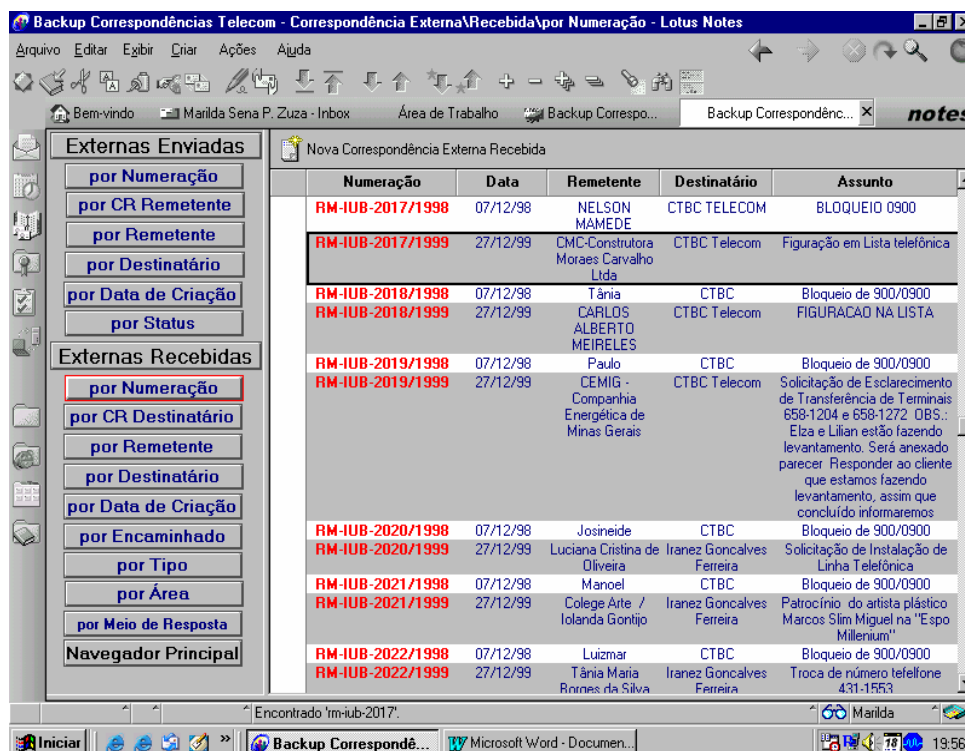 Backup Correspondências Telecom - Correspondência Externa\Recebida\por Numeração - Lotus Notes
Arquivo Editar Exibir Criar Ações Ajuda
Bem-vindo Marilda Sena P. Zuza - Inbox Área de Trabalho Backup Correspo... Backup Correspondênc... notes
Externas Enviadas
por Numeração
por CR Remetente
por Remetente
por Destinatário
por Data de Criação
por Status
Externas Recebidas
por Numeração
por CR Destinatário
por Remetente
por Destinatário
por Data de Criação
por Encaminhado
por Tipo
por Área
por Meio de Resposta
Navegador Principal
Nova Correspondência Externa Recebida
Numeração Data Remetente Destinatário Assunto
RM-IUB-2017/1998 07/12/98 NELSON CTBC TELECOM BLOQUEIO 0900
MAMEDE
RM-IUB-2017/1999 27/12/99 CMC-Construtora CTBC Telecom Figuração em Lista telefônica
Moraes Carvalho
Ltda
RM-IUB-2018/1998 07/12/98 Tânia CTBC Bloqueio de 900/0900
RM-IUB-2018/1999 27/12/99 CARLOS CTBC Telecom FIGURACAO NA LISTA
ALBERTO
MEIRELES
RM-IUB-2019/1998 07/12/98 Paulo CTBC Bloqueio de 900/0900
RM-IUB-2019/1999 27/12/99 CEMIG - CTBC Telecom Solicitação de Esclarecimento
Companhia de Transferência de Terminais
Energética de 658-1204 e 658-1272 OBS.:
Minas Gerais Elza e Lilian estão fazendo
levantamento. Será anexado
parecer Responder ao cliente
que estamos fazendo
levantamento, assim que
concluído informaremos
RM-IUB-2020/1998 07/12/98 Josineide CTBC Bloqueio de 900/0900
RM-IUB-2020/1999 27/12/99 Luciana Cristina de Iranez Goncalves Solicitação de Instalação de
Oliveira Ferreira Linha Telefônica
RM-IUB-2021/1998 07/12/98 Manoel CTBC Bloqueio de 900/0900
RM-IUB-2021/1999 27/12/99 Colege Arte / Iranez Goncalves Patrocínio do artista plástico
Iolanda Gontijo Ferreira Marcos Slim Miguel na "Espo
Millenium"
RM-IUB-2022/1998 07/12/98 Luizmar CTBC Bloqueio de 900/0900
RM-IUB-2022/1999 27/12/99 Tânia Maria Iranez Goncalves Troca de número tefelfone
Borges da Silva Ferreira 431-1553
Encontrado 'rm-iub-2017'. Marilda
Iniciar » Backup Correspondê... Microsoft Word - Documen... 18 19:56